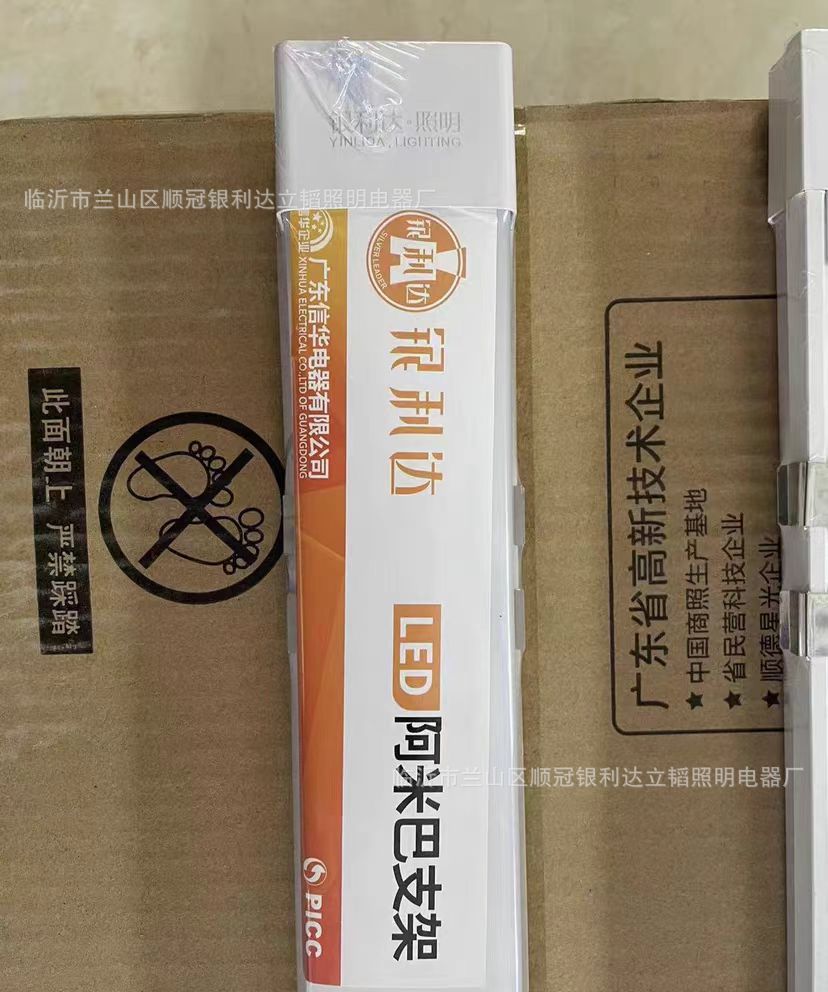 银利达·照明
YINLIDA, LIGHTING
临沂市兰山区顺冠银利达立韬照明电器厂
信华企业
广东信华电器有限公司
XINHUA ELECTRICAL CO.,LTD OF GUANGDONG
银利达
SILVER LEADER
银利达
LED
阿米巴支架
PICC
此面朝上 严禁踩踏
广东省高新技术企业
★中国商照生产基地
★省民营科技企业
★顺德星光企业
临沂市兰山区顺冠银利达立韬照明电器厂